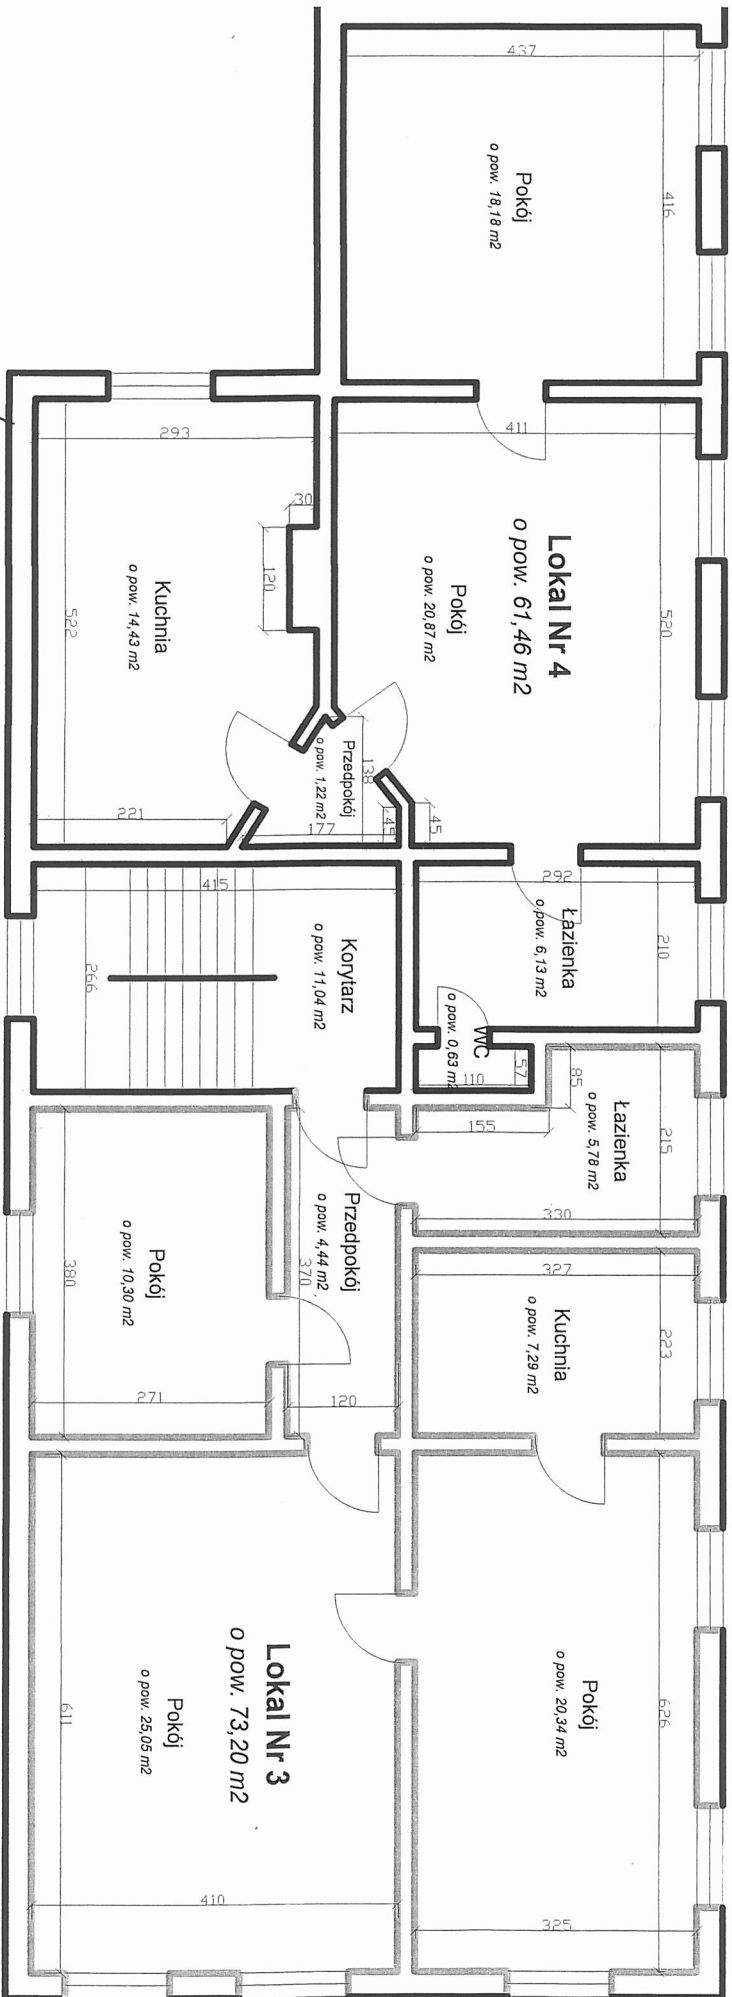 437
416
Pokój
o pow. 18,18 m2
293
522
30
120
Kuchnia
o pow. 14,43 m2
221
411
520
Lokal Nr 4
o pow. 61,46 m2
Pokój
o pow. 20,87 m2
Przedpokój
o pow. 1,22 m2
138
177
45
45
292
210
Łazienka
o pow. 6,13 m2
WC
o pow. 0,63 m2
57
110
415
266
Korytarz
o pow. 11,04 m2
85
215
155
330
Łazienka
o pow. 5,78 m2
Przedpokój
o pow. 4,44 m2
370
120
Pokój
o pow. 10,30 m2
380
271
327
223
Kuchnia
o pow. 7,29 m2
626
325
Pokój
o pow. 20,34 m2
Lokal Nr 3
o pow. 73,20 m2
Pokój
o pow. 25,05 m2
611
410